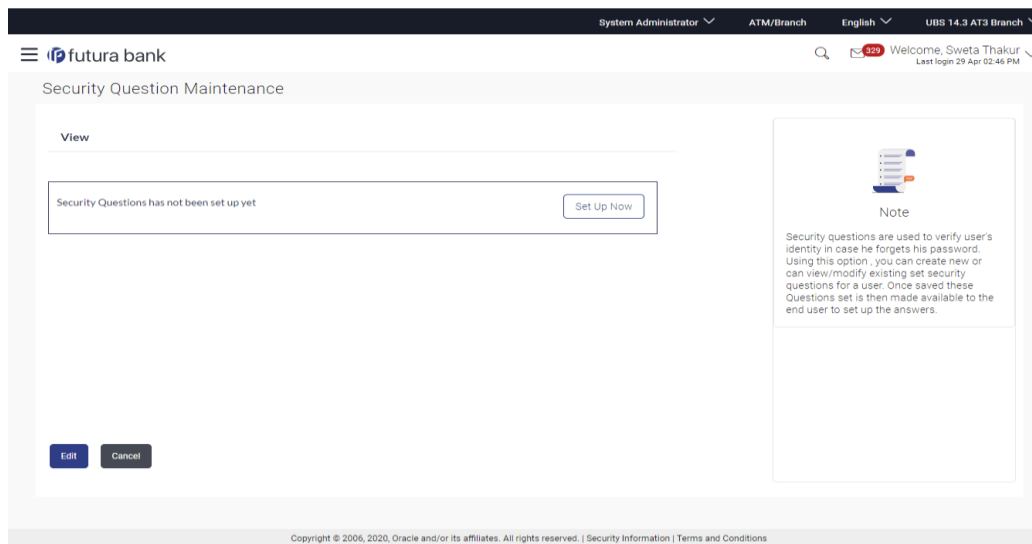 System Administrator ATM/Branch English UBS 14.3 AT3 Branch
futura bank 329 Welcome, Sweta Thakur
Last login 29 Apr 02:46 PM
Security Question Maintenance
View
Security Questions has not been set up yet Set Up Now
Note
Security questions are used to verify user's
identity in case he forgets his password.
Using this option , you can create new or
can view/modify existing set security
questions for a user. Once saved these
Questions set is then made available to the
end user to set up the answers.
Edit Cancel
Copyright © 2006, 2020, Oracle and/or its affiliates. All rights reserved. | Security Information | Terms and Conditions